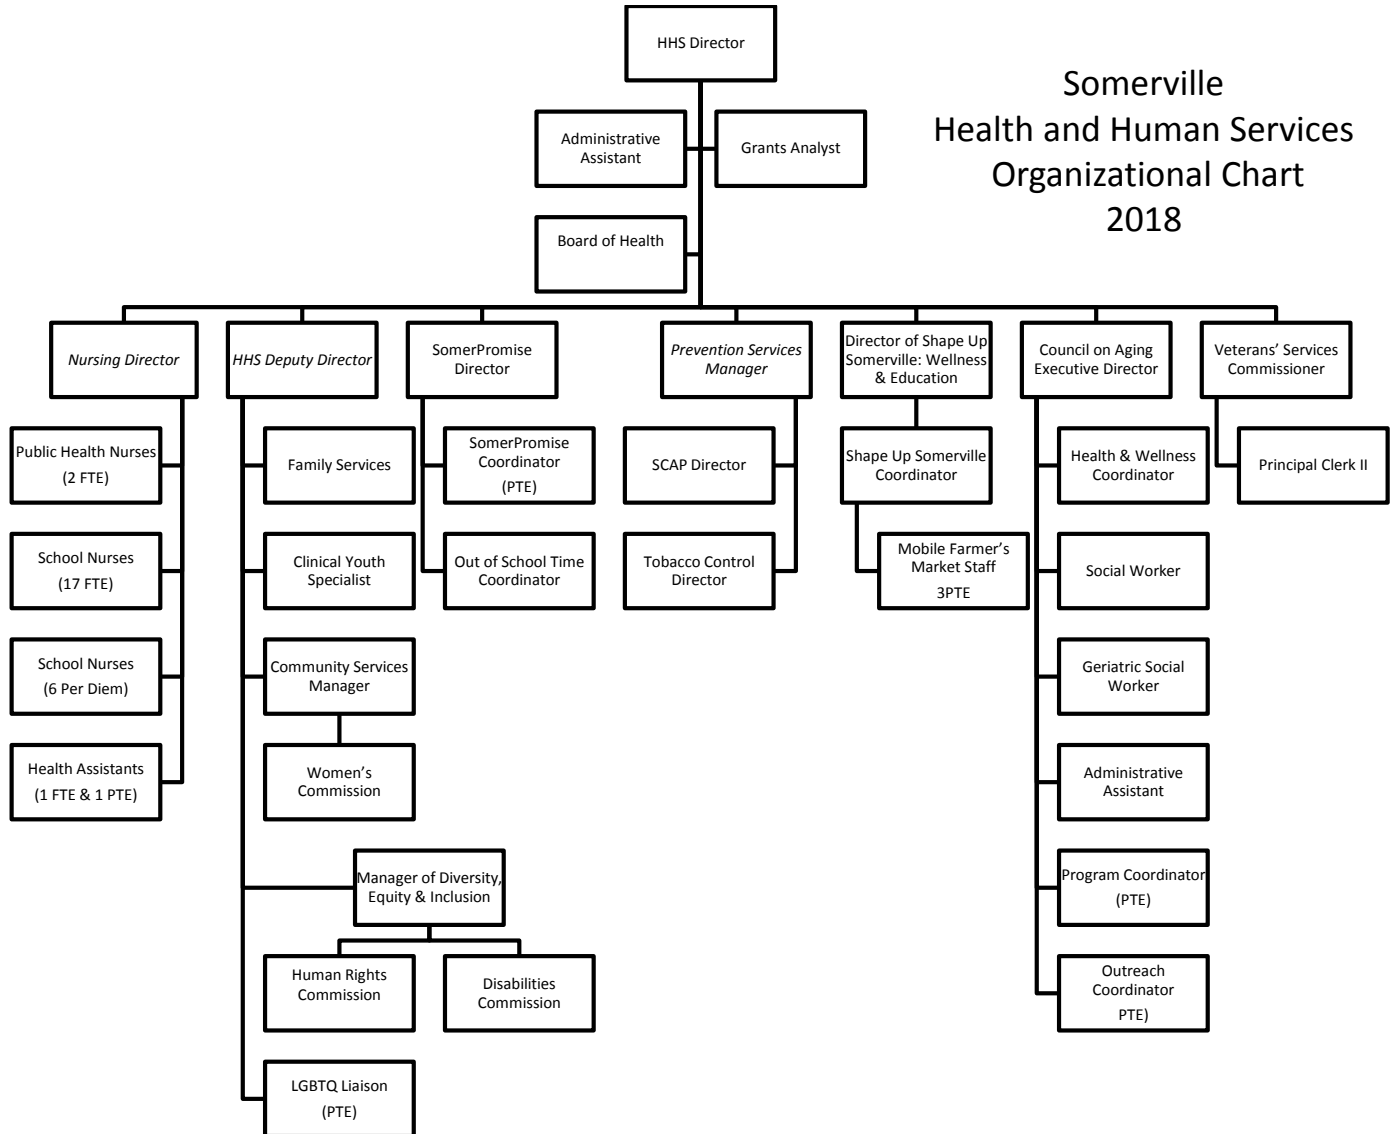 HHS Director
Somerville
Health and Human Services
Organizational Chart
2018
Administrative
Assistant
Grants Analyst
Board of Health
Nursing Director
HHS Deputy Director
SomerPromise
Director
Prevention Services
Manager
Director of Shape Up
Somerville: Wellness
& Education
Council on Aging
Executive Director
Veterans’ Services
Commissioner
Public Health Nurses
(2 FTE)
Family Services
SomerPromise
Coordinator
(PTE)
SCAP Director
Shape Up Somerville
Coordinator
Health & Wellness
Coordinator
Principal Clerk II
School Nurses
(17 FTE)
Clinical Youth
Specialist
Out of School Time
Coordinator
Tobacco Control
Director
Mobile Farmer’s
Market Staff
3PTE
Social Worker
School Nurses
(6 Per Diem)
Community Services
Manager
Geriatric Social
Worker
Health Assistants
(1 FTE & 1 PTE)
Women’s
Commission
Administrative
Assistant
Manager of Diversity,
Equity & Inclusion
Program Coordinator
(PTE)
Human Rights
Commission
Disabilities
Commission
Outreach
Coordinator
PTE)
LGBTQ Liaison
(PTE)